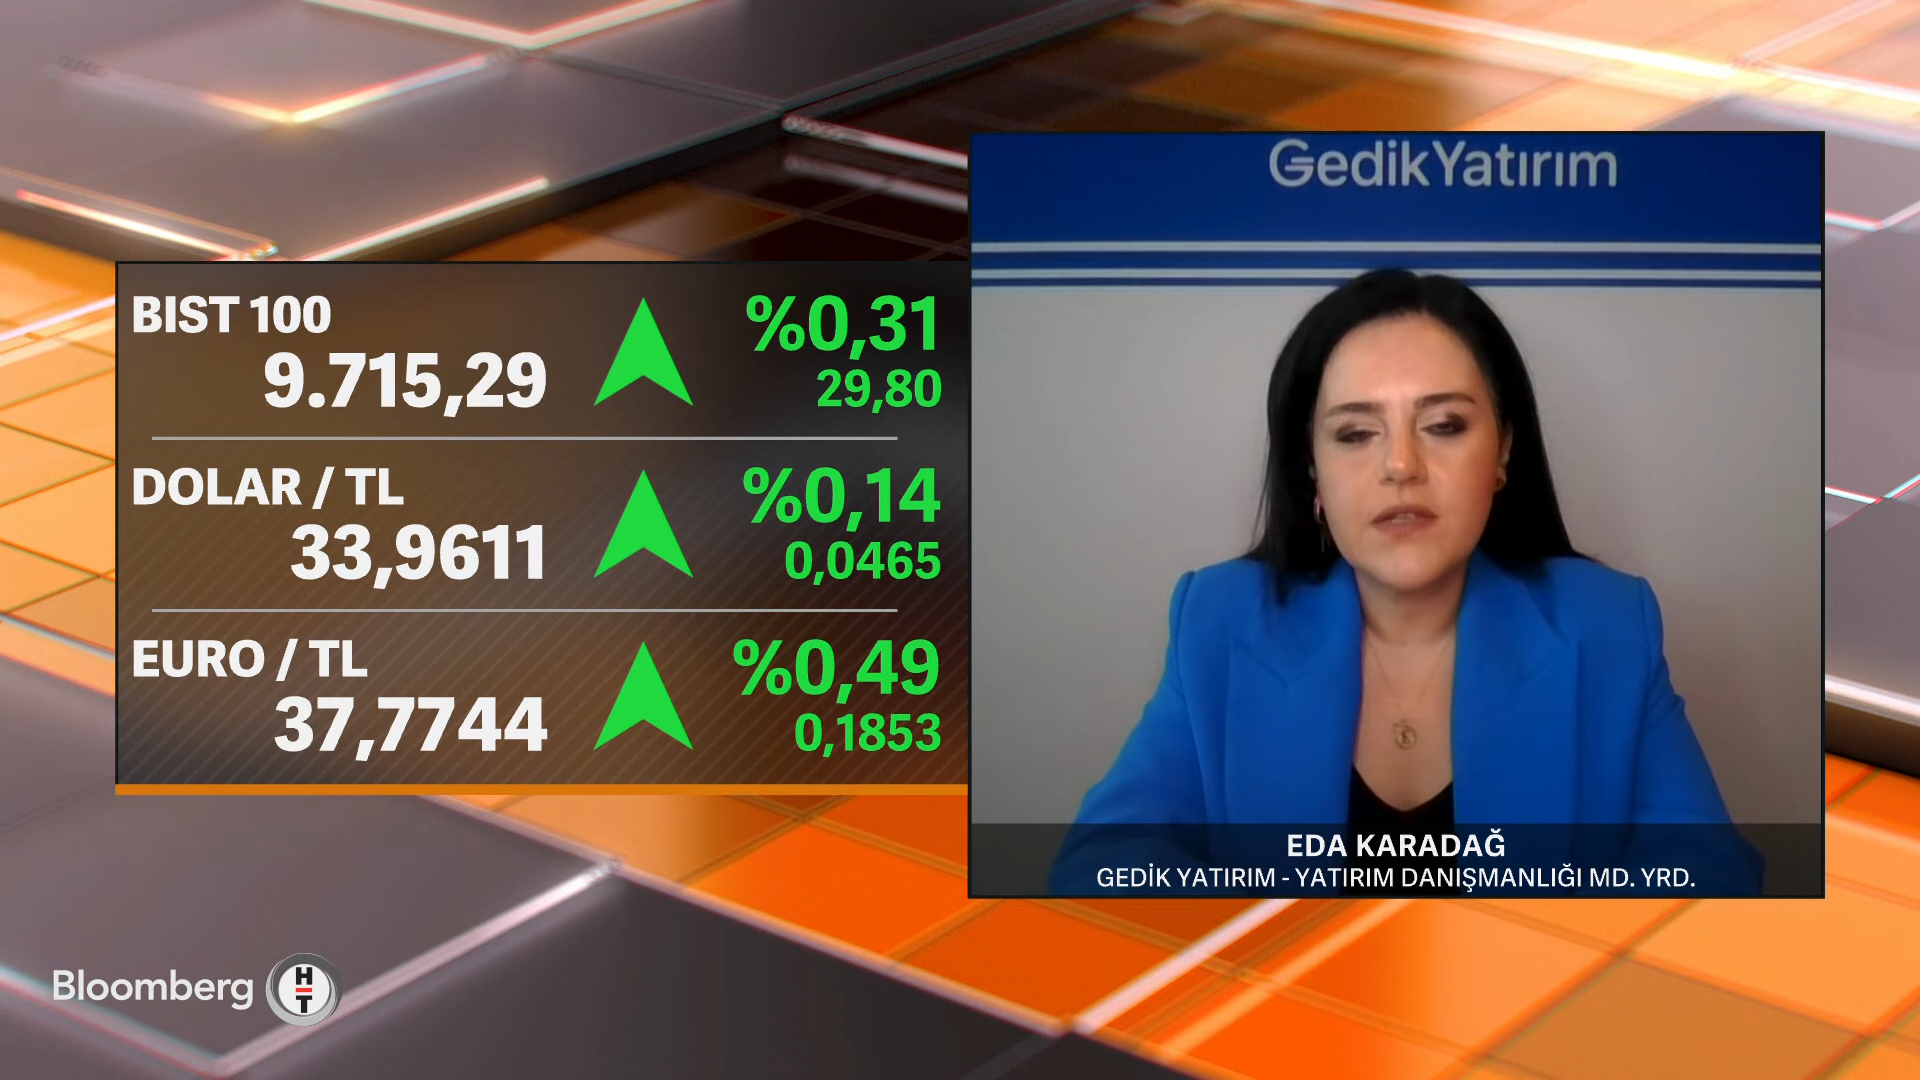 GedikYatırım
BIST 100
9.715,29
%0,31
29,80
DOLAR / TL
33,9611
%0,14
0,0465
EURO / TL
37,7744
%0,49
0,1853
EDA KARADAĞ
GEDİK YATIRIM - YATIRIM DANIŞMANLIĞI MD. YRD.
Bloomberg HT